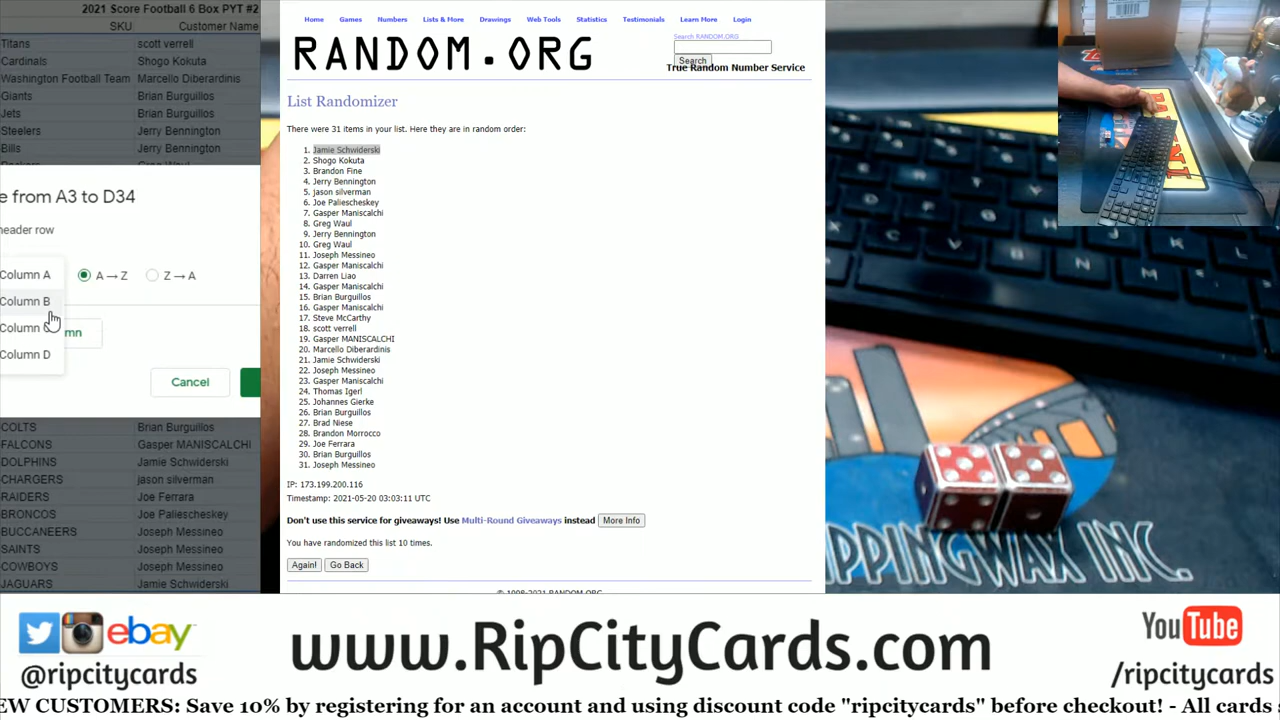 2021 Score Football 6 Box PYT #2
SKU Customer Name
Titans scott verrell
Cardinals Shogo Kokuta
Football Team Marcello Diberardinis
Giants Brian Burguillos
Jets Brian Burguillos
Steelers Jerry Bennington
Bills Jerry Bennington
e from A3 to D34
header row
Column A
A → Z
Z → A
Column B
Column
mn
Column D
Cancel
COLTS Brian Burguillos
FALCONS Gasper MANISCALCHI
DOLPHINS Jamie Schwiderski
CHARGERS jason silverman
RAIDERS Joe Ferrara
BRONCOS Joe Paliescheskey
BUCCANEERS Joseph Messineo
SAINTS Joseph Messineo
COWBOYS Joseph Messineo
JAGUARS Jamie Schwiderski
Home Games Numbers Lists & More Drawings Web Tools Statistics Testimonials Learn More Login
RANDOM.ORG
Search RANDOM.ORG
Search
True Random Number Service
List Randomizer
There were 31 items in your list. Here they are in random order:
1. Jamie Schwiderski
2. Shogo Kokuta
3. Brandon Fine
4. Jerry Bennington
5. jason silverman
6. Joe Paliescheskey
7. Gasper Maniscalchi
8. Greg Waul
9. Jerry Bennington
10. Greg Waul
11. Joseph Messineo
12. Gasper Maniscalchi
13. Darren Liao
14. Gasper Maniscalchi
15. Brian Burguillos
16. Gasper Maniscalchi
17. Steve McCarthy
18. scott verrell
19. Gasper MANISCALCHI
20. Marcello Diberardinis
21. Jamie Schwiderski
22. Joseph Messineo
23. Gasper Maniscalchi
24. Thomas Igerl
25. Johannes Gierke
26. Brian Burguillos
27. Brad Niese
28. Brandon Morrocco
29. Joe Ferrara
30. Brian Burguillos
31. Joseph Messineo
IP: 173.199.200.116
Timestamp: 2021-05-20 03:03:11 UTC
Don't use this service for giveaways! Use Multi-Round Giveaways instead More Info
You have randomized this list 10 times.
Again! Go Back
© 1998-2021 RANDOM.ORG
PPINGWAX INC.
ebay
@ripcitycards
www.RipCityCards.com
YouTube
/ripcitycards
EW CUSTOMERS: Save 10% by registering for an account and using discount code "ripcitycards" before checkout! - All cards